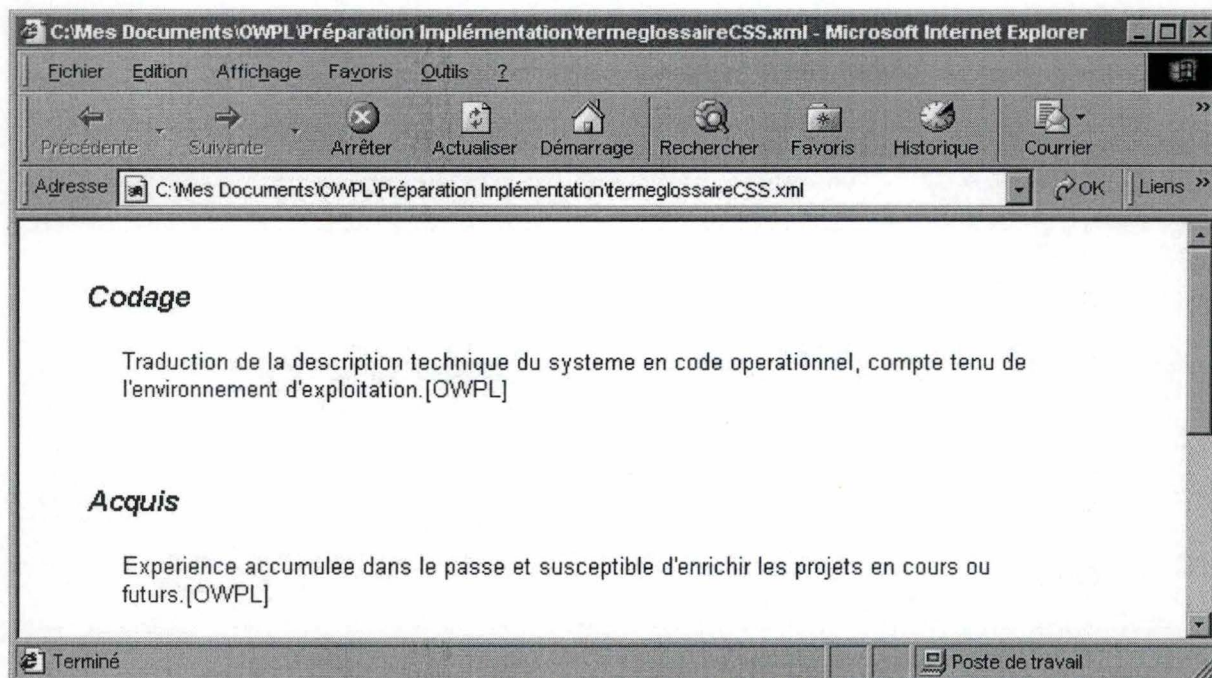 C:\Mes Documents\OWPL\Préparation Implémentation\termeglossaireCSS.xml - Microsoft Internet Explorer
Fichier Edition Affichage Favoris Outils ?
Précédente Suivante Arrêter Actualiser Démarrage Rechercher Favoris Historique Courrier »
Adresse C:\Mes Documents\OWPL\Préparation Implémentation\termeglossaireCSS.xml OK Liens »
Codage
Traduction de la description technique du systeme en code operationnel, compte tenu de
l'environnement d'exploitation.[OWPL]
Acquis
Experience accumulee dans le passe et susceptible d'enrichir les projets en cours ou
futurs.[OWPL]
Terminé Poste de travail